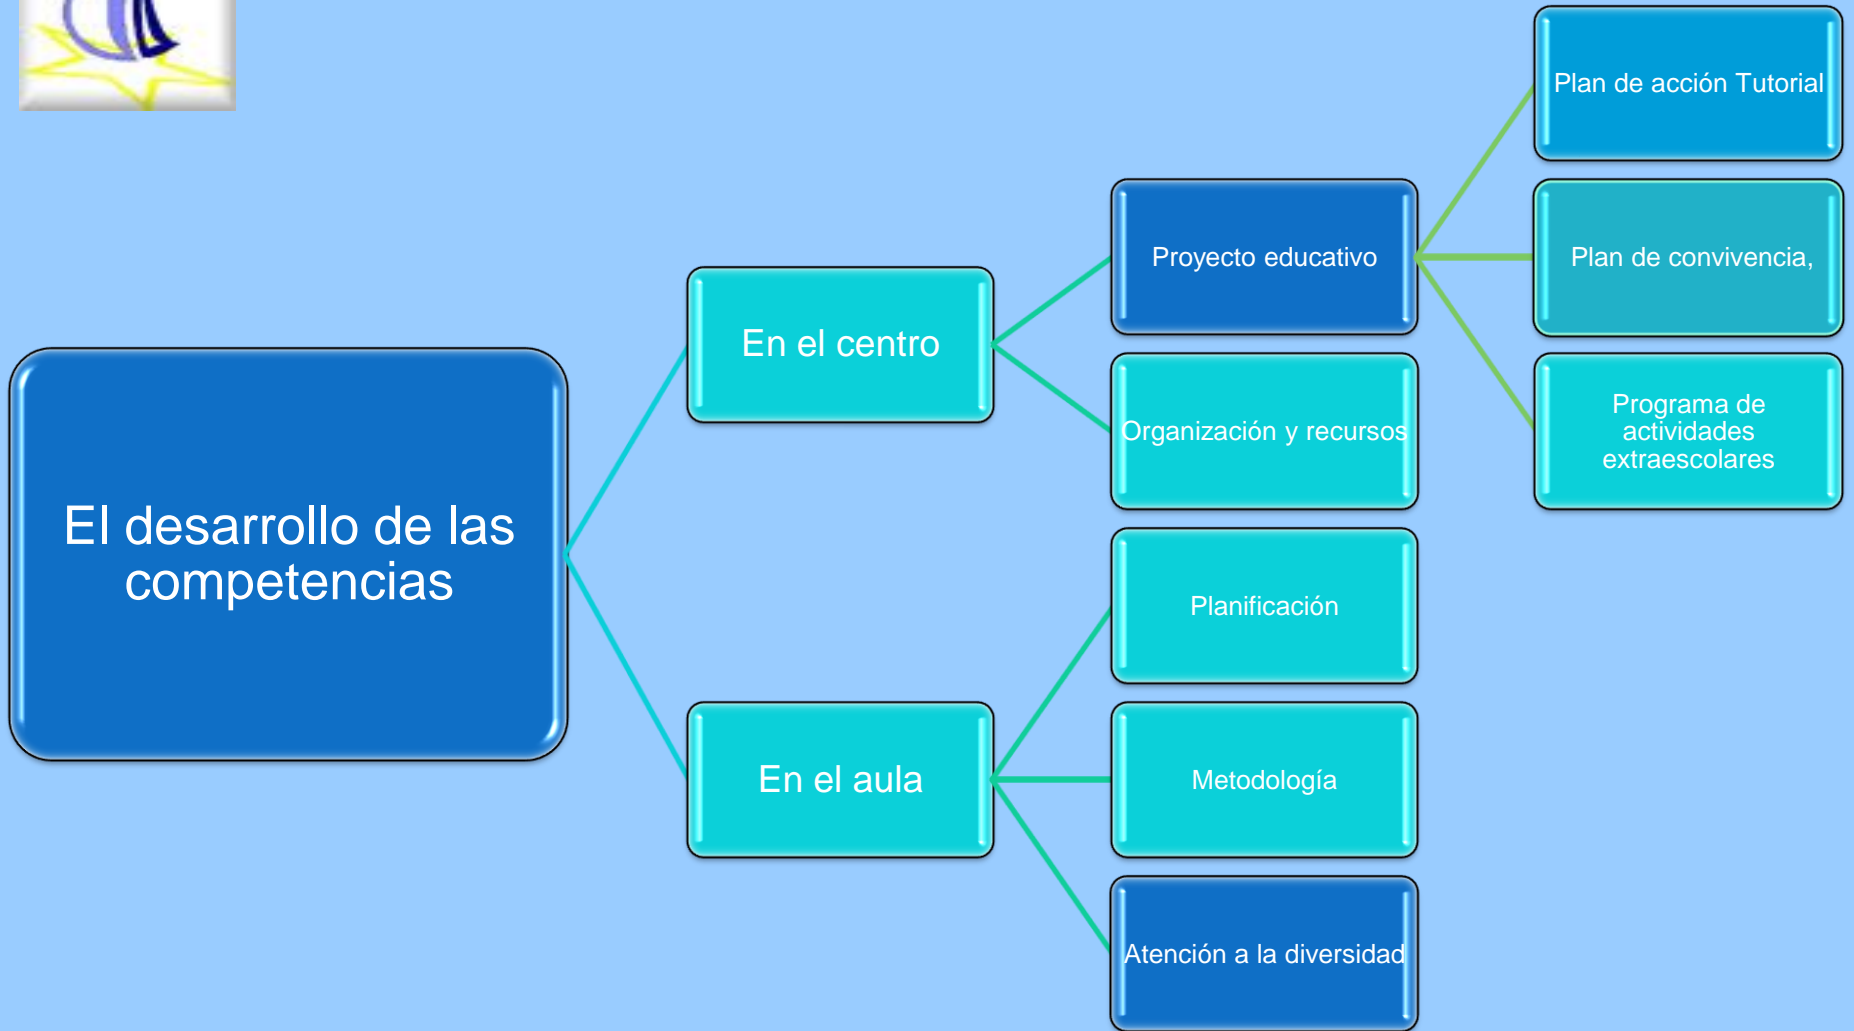 El desarrollo de las
competencias
En el centro
Proyecto educativo
Plan de acción Tutorial
Plan de convivencia,
Programa de
actividades
extraescolares
Organización y recursos
En el aula
Planificación
Metodología
Atención a la diversidad